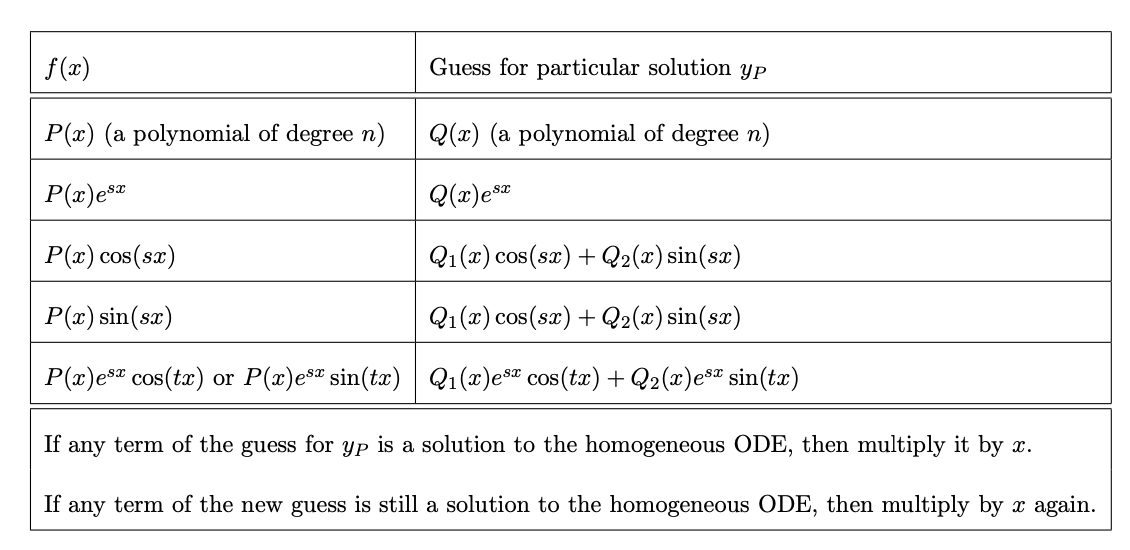 f(x)
Guess for particular solution y_P
P(x) (a polynomial of degree n)
Q(x) (a polynomial of degree n)
P(x)e^{sx}
Q(x)e^{sx}
P(x) cos(sx)
Q_1(x) cos(sx) + Q_2(x) sin(sx)
P(x) sin(sx)
Q_1(x) cos(sx) + Q_2(x) sin(sx)
P(x)e^{sx} cos(tx) or P(x)e^{sx} sin(tx)
Q_1(x)e^{sx} cos(tx) + Q_2(x)e^{sx} sin(tx)
If any term of the guess for y_P is a solution to the homogeneous ODE, then multiply it by x.
If any term of the new guess is still a solution to the homogeneous ODE, then multiply by x again.